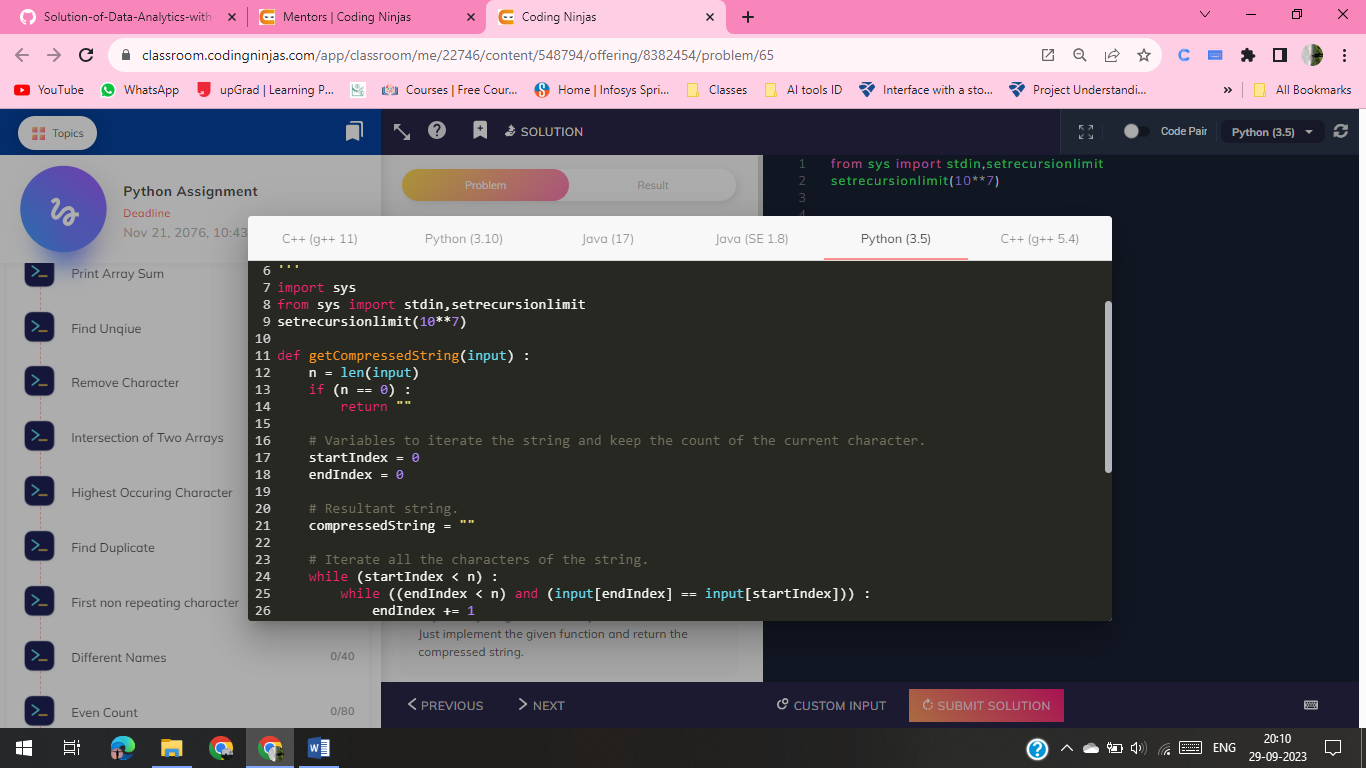 Solution-of-Data-Analytics-with-
Mentors | Coding Ninjas
Coding Ninjas
classroom.codingninjas.com/app/classroom/me/22746/content/548794/offering/8382454/problem/65
YouTube
WhatsApp
upGrad | Learning P...
Courses | Free Cour...
Home | Infosys Spri...
Classes
AI tools ID
Interface with a sto...
Project Understandi...
»
All Bookmarks
Topics
SOLUTION
Code Pair
Python (3.5)
Python Assignment
Deadline
Nov 21, 2076, 10:43
Print Array Sum
Find Unqiue
Remove Character
Intersection of Two Arrays
Highest Occuring Character
Find Duplicate
First non repeating character
Different Names
0/40
Even Count
0/80
Problem
Result
1 from sys import stdin,setrecursionlimit
2 setrecursionlimit(10**7)
3
4
C++ (g++ 11)
Python (3.10)
Java (17)
Java (SE 1.8)
Python (3.5)
C++ (g++ 5.4)
6 '''
7 import sys
8 from sys import stdin,setrecursionlimit
9 setrecursionlimit(10**7)
10
11 def getCompressedString(input) :
12 n = len(input)
13 if (n == 0) :
14 return ""
15
16 # Variables to iterate the string and keep the count of the current character.
17 startIndex = 0
18 endIndex = 0
19
20 # Resultant string.
21 compressedString = ""
22
23 # Iterate all the characters of the string.
24 while (startIndex < n) :
25 while ((endIndex < n) and (input[endIndex] == input[startIndex])) :
26 endIndex += 1
Just implement the given function and return the
compressed string.
PREVIOUS
NEXT
CUSTOM INPUT
SUBMIT SOLUTION
ENG
20:10
29-09-2023